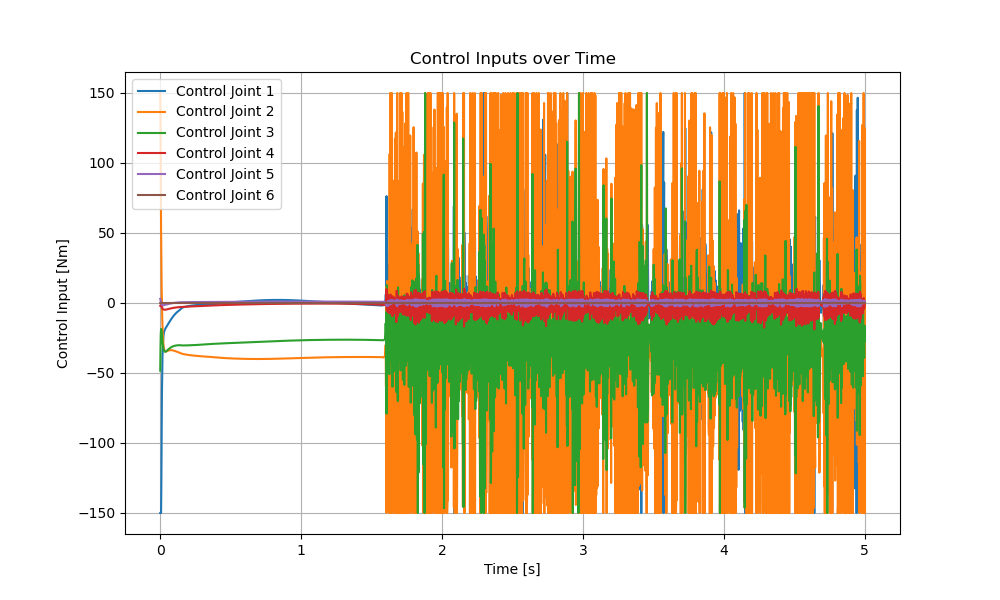 Control Inputs over Time
Control Input [Nm]
150
100
50
0
−50
−100
−150
Control Joint 1
Control Joint 2
Control Joint 3
Control Joint 4
Control Joint 5
Control Joint 6
0 1 2 3 4 5
Time [s]